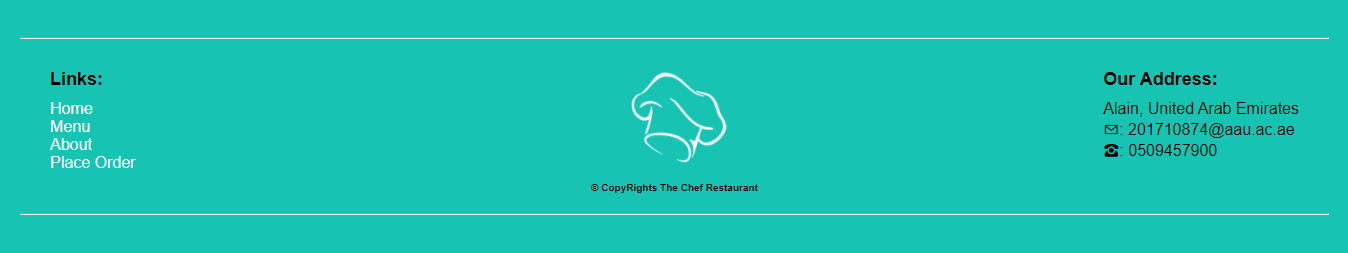 Links:
Home
Menu
About
Place Order
© CopyRights The Chef Restaurant
Our Address:
Alain, United Arab Emirates
✉: 201710874@aau.ac.ae
☎: 0509457900